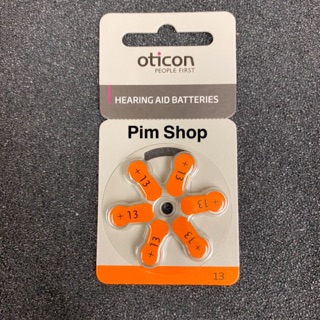 oticon
PEOPLE FIRST
HEARING AID BATTERIES
Pim Shop
+ 13
+ 13
+ 13
+ 13
+ 13
+ 13
13